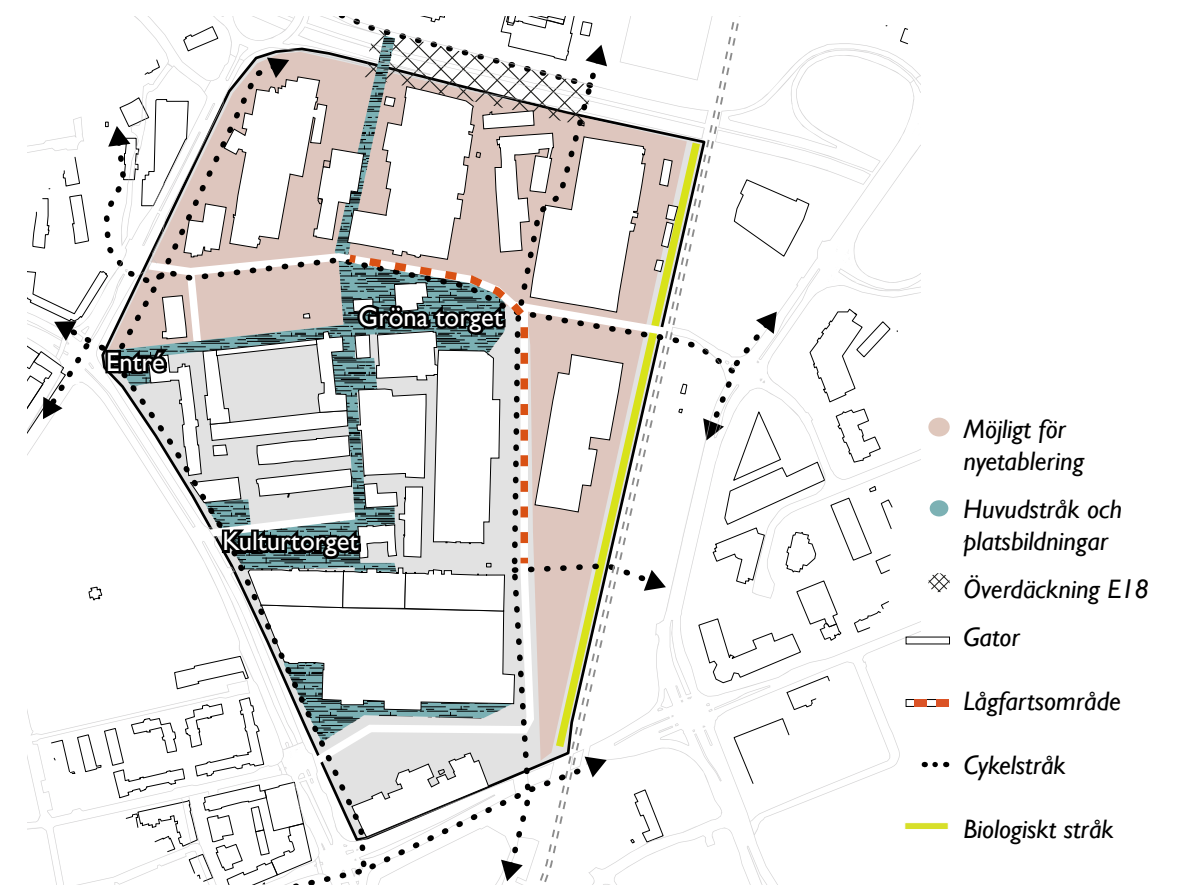 Gröna torget
Entré
Kulturtorget
Möjligt för
nyetablering
Huvudstråk och
platsbildningar
Överdäckning E18
Gator
Lågfartsområde
Cykelstråk
Biologiskt stråk